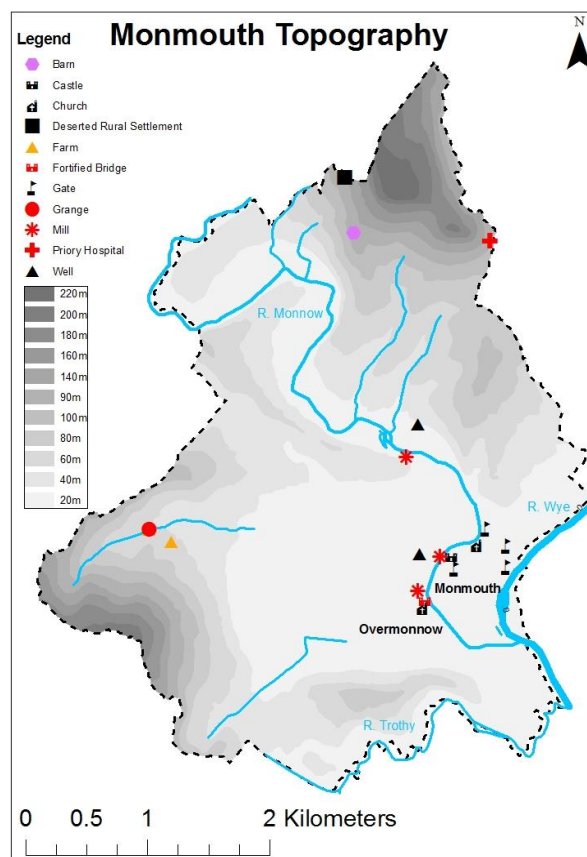 Monmouth Topography
N
Legend
Barn
Castle
Church
Deserted Rural Settlement
Farm
Fortified Bridge
Gate
Grange
Mill
Priory Hospital
Well
220m
200m
180m
160m
140m
90m
100m
80m
60m
40m
20m
R. Monnow
R. Wye
Monmouth
Overmonnow
R. Trothy
0 0.5 1 2 Kilometers